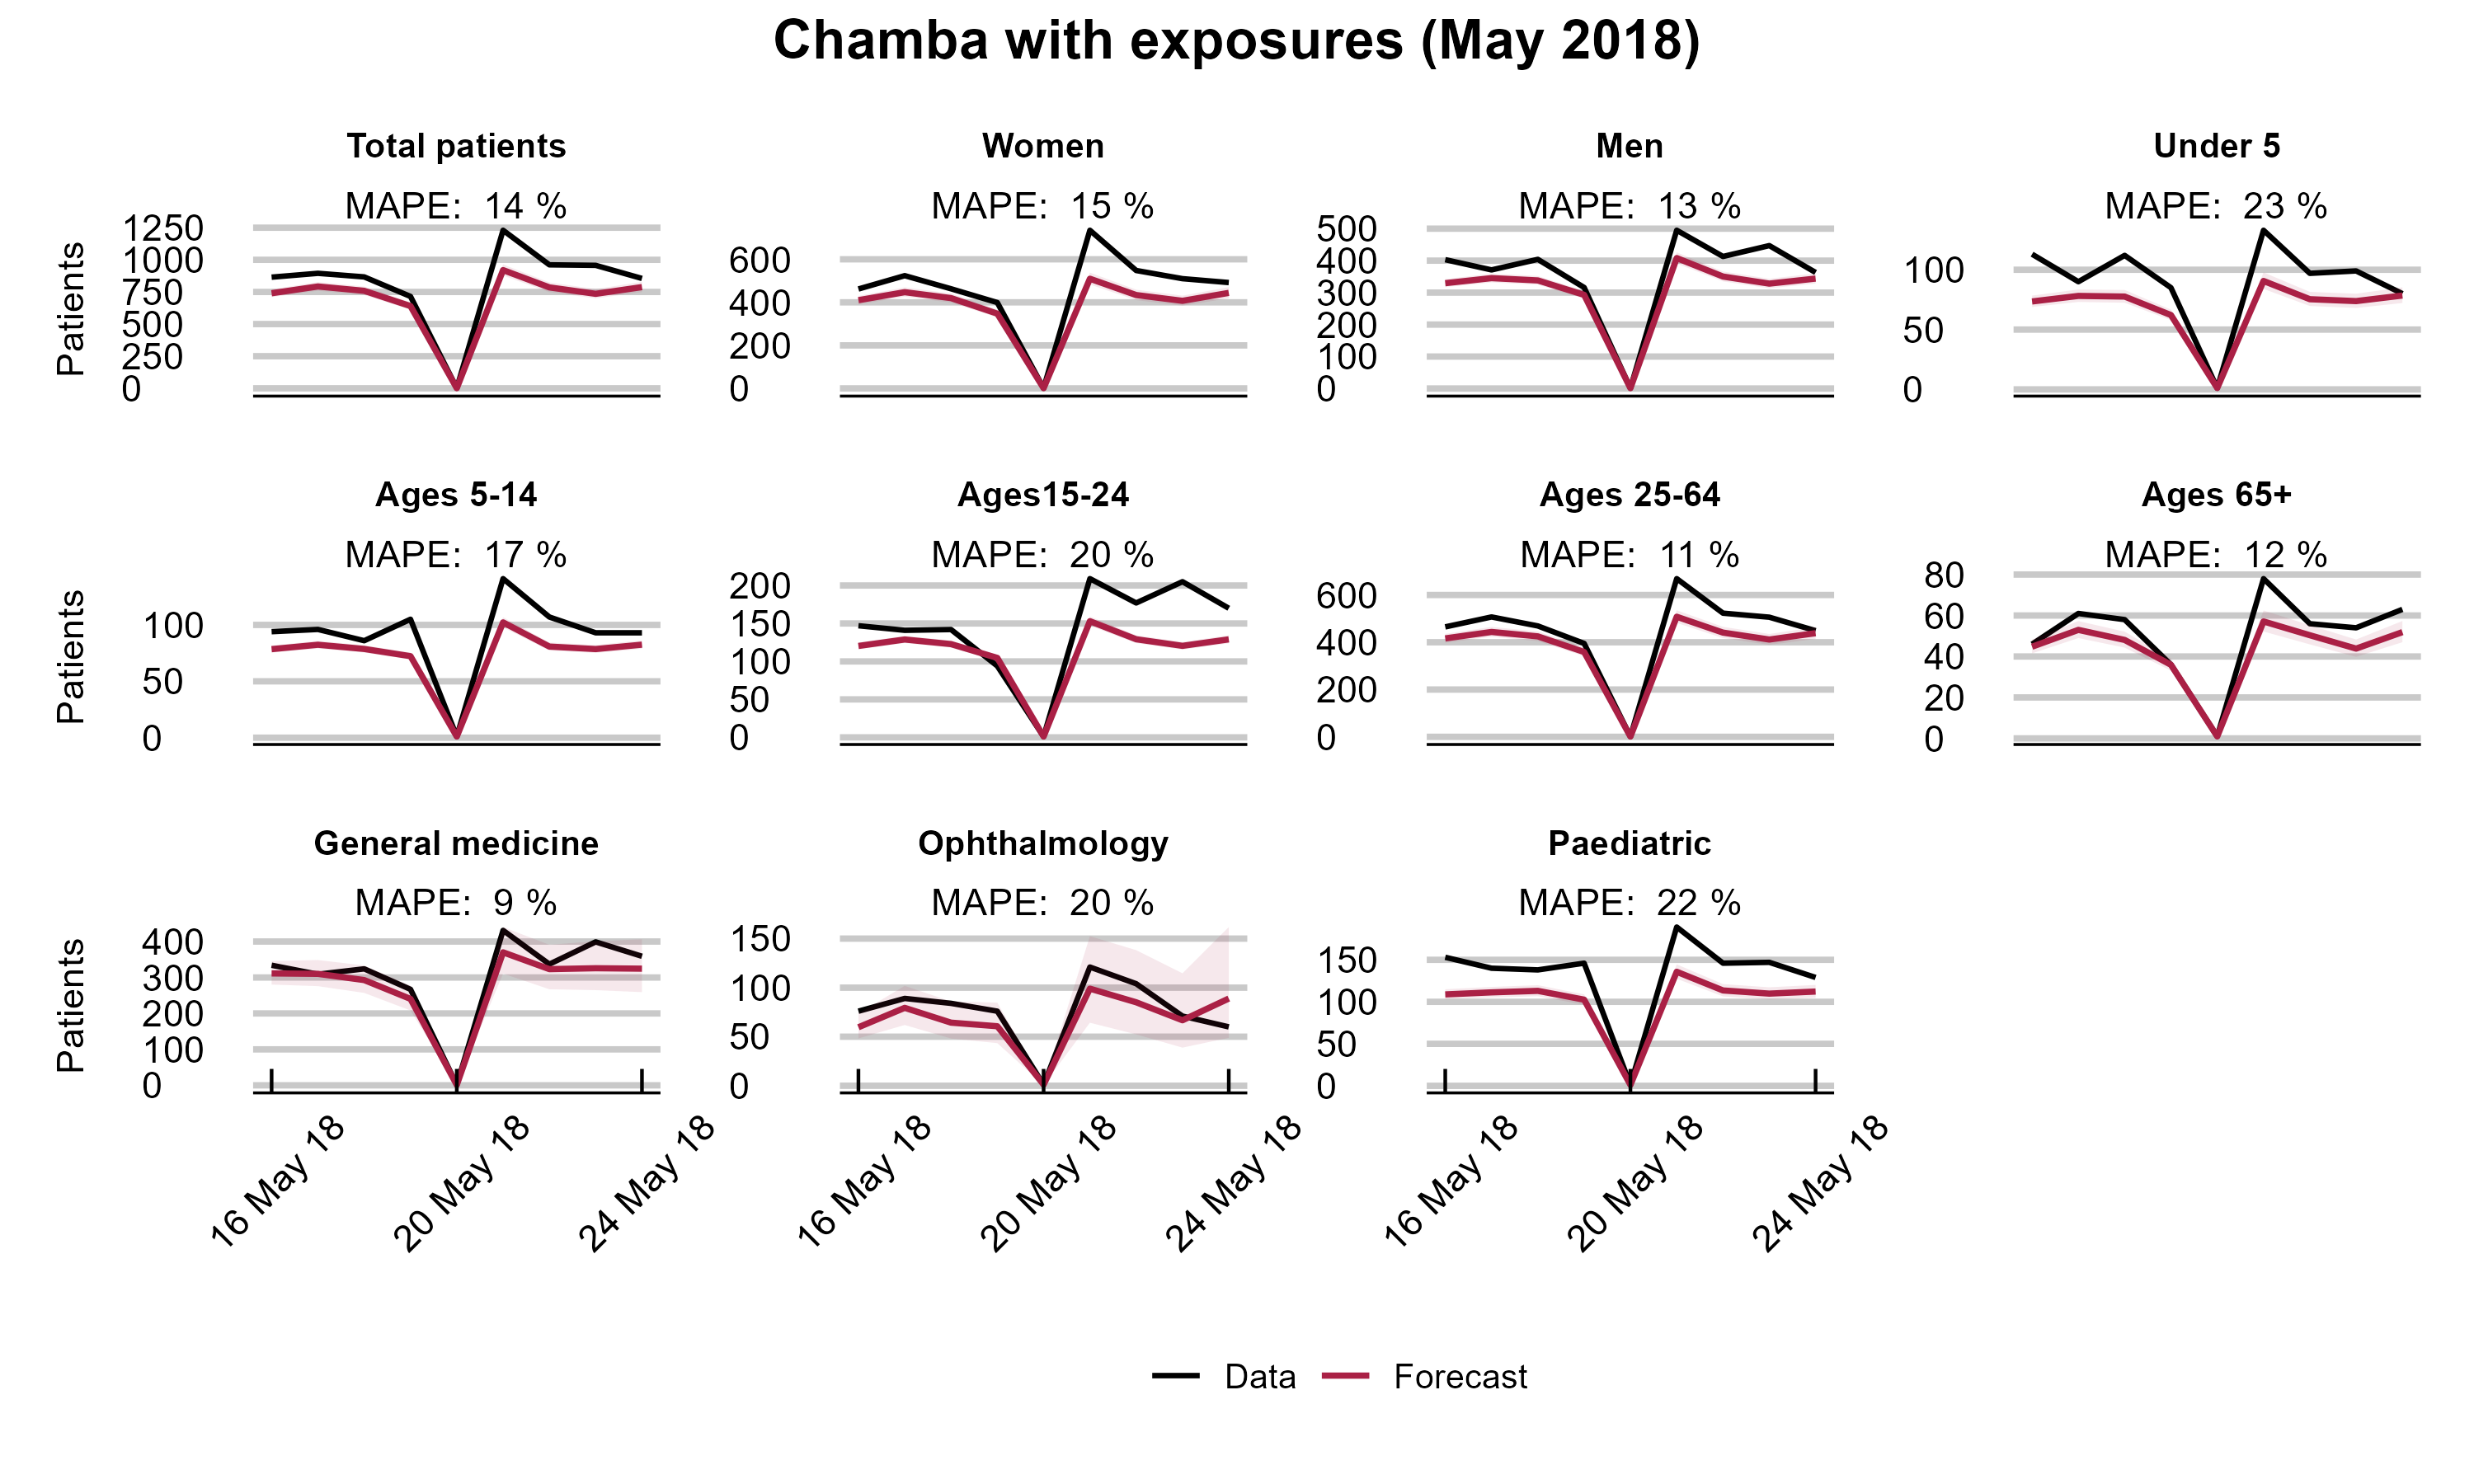 Chamba with exposures (May 2018)
Total patients
MAPE: 14 %
Patients
1250
1000
750
500
250
0
Women
MAPE: 15 %
600
400
200
0
Men
MAPE: 13 %
500
400
300
200
100
0
Under 5
MAPE: 23 %
100
50
0
Ages 5-14
MAPE: 17 %
Patients
100
50
0
Ages15-24
MAPE: 20 %
200
150
100
50
0
Ages 25-64
MAPE: 11 %
600
400
200
0
Ages 65+
MAPE: 12 %
80
60
40
20
0
General medicine
MAPE: 9 %
Patients
400
300
200
100
0
16 May 18
20 May 18
24 May 18
Ophthalmology
MAPE: 20 %
150
100
50
0
16 May 18
20 May 18
24 May 18
Paediatric
MAPE: 22 %
150
100
50
0
16 May 18
20 May 18
24 May 18
Data
Forecast